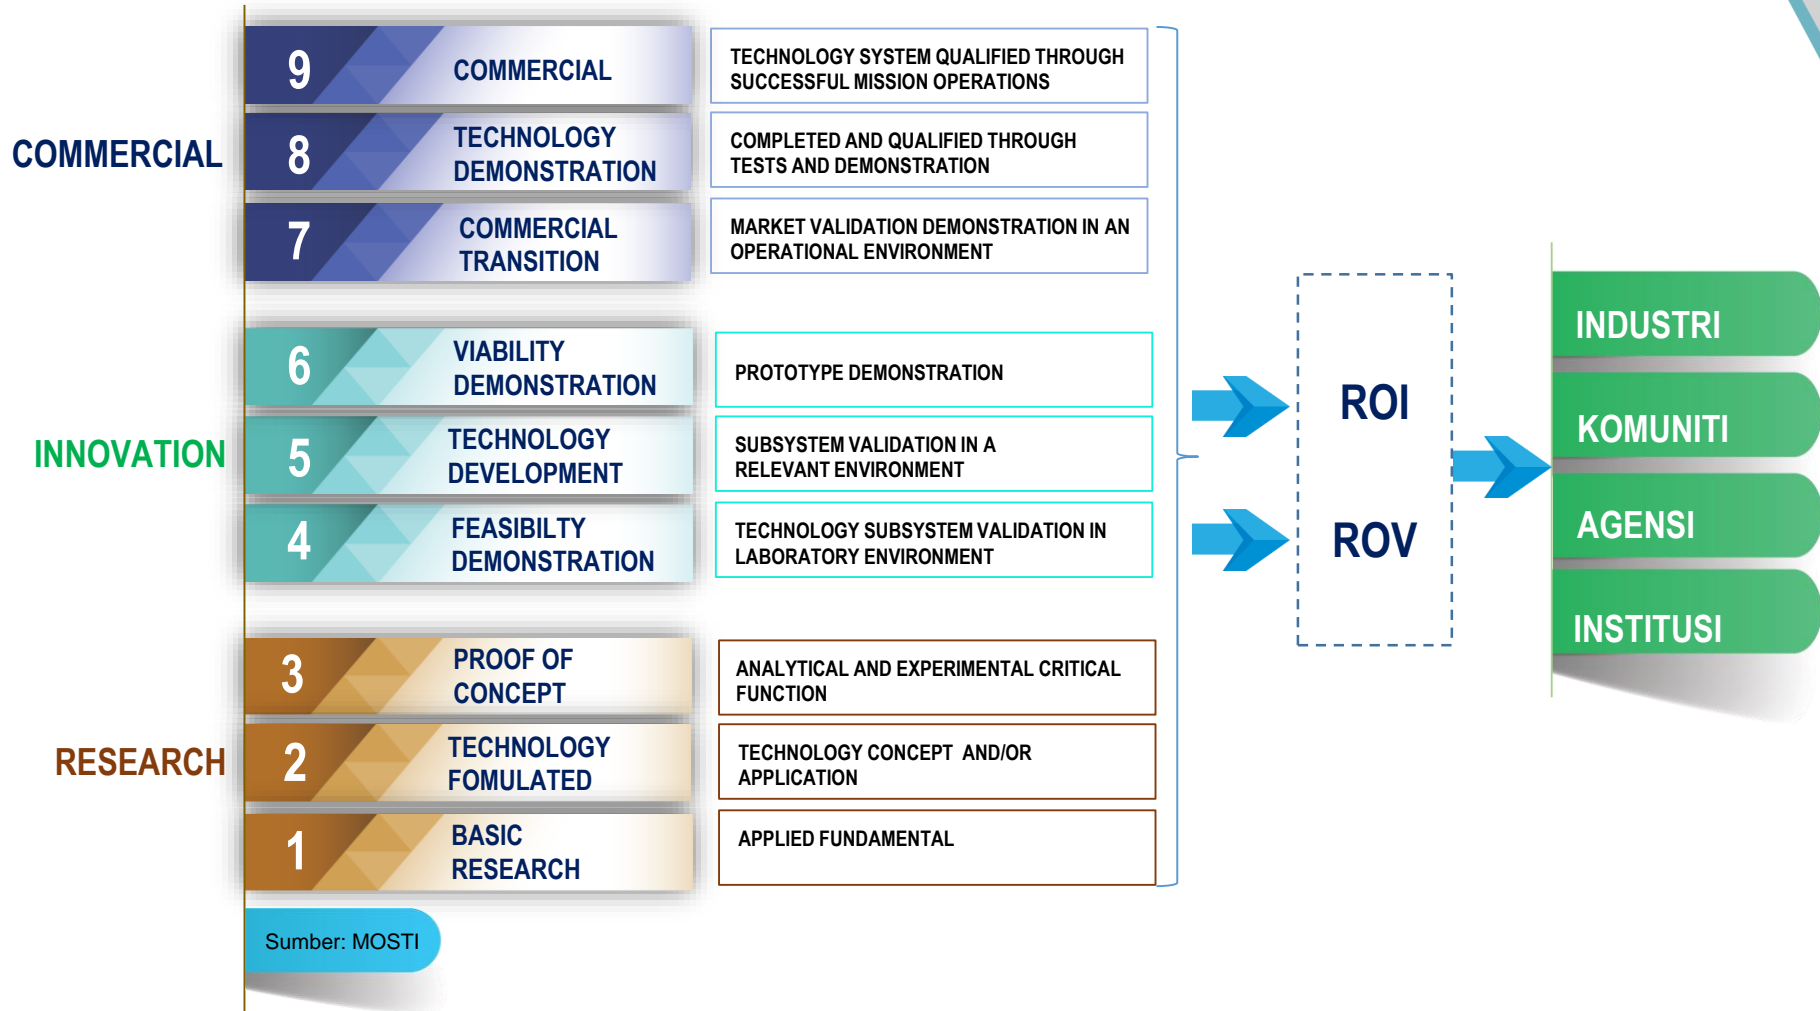 COMMERCIAL
9
COMMERCIAL
TECHNOLOGY SYSTEM QUALIFIED THROUGH
SUCCESSFUL MISSION OPERATIONS
8
TECHNOLOGY
DEMONSTRATION
COMPLETED AND QUALIFIED THROUGH
TESTS AND DEMONSTRATION
7
COMMERCIAL
TRANSITION
MARKET VALIDATION DEMONSTRATION IN AN
OPERATIONAL ENVIRONMENT
INNOVATION
6
VIABILITY
DEMONSTRATION
PROTOTYPE DEMONSTRATION
5
TECHNOLOGY
DEVELOPMENT
SUBSYSTEM VALIDATION IN A
RELEVANT ENVIRONMENT
4
FEASIBILTY
DEMONSTRATION
TECHNOLOGY SUBSYSTEM VALIDATION IN
LABORATORY ENVIRONMENT
RESEARCH
3
PROOF OF
CONCEPT
ANALYTICAL AND EXPERIMENTAL CRITICAL
FUNCTION
2
TECHNOLOGY
FOMULATED
TECHNOLOGY CONCEPT AND/OR
APPLICATION
1
BASIC
RESEARCH
APPLIED FUNDAMENTAL
Sumber: MOSTI
ROI
ROV
INDUSTRI
KOMUNITI
AGENSI
INSTITUSI